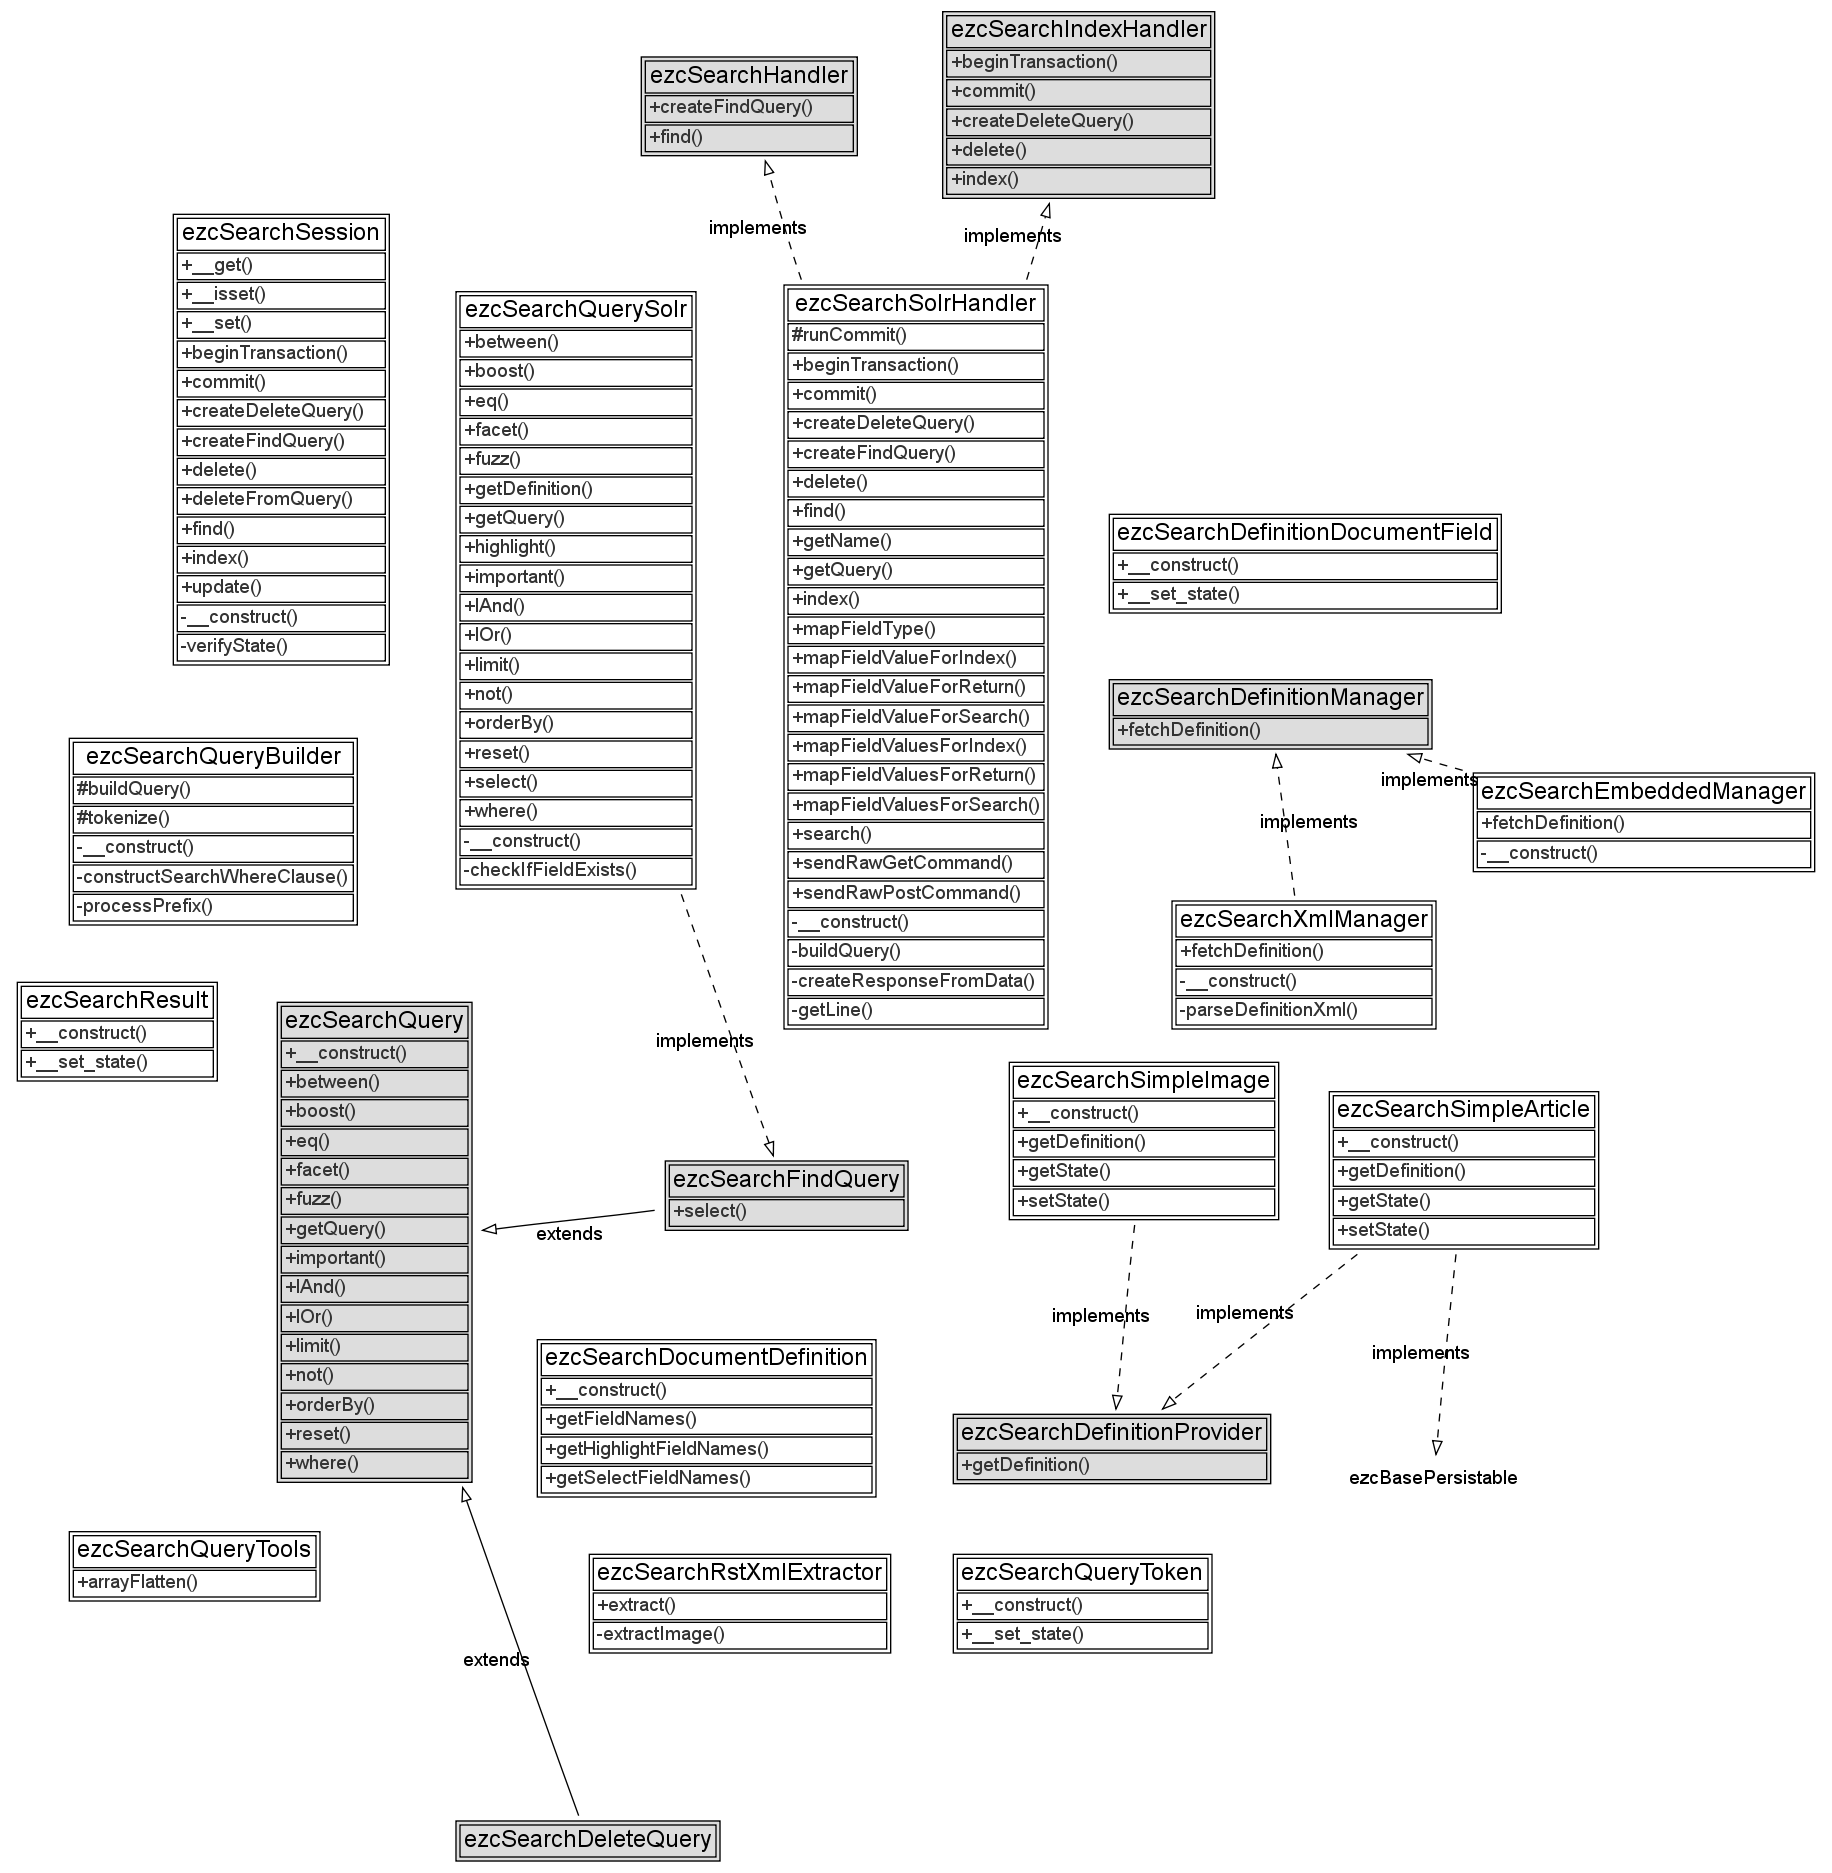 ezcSearchIndexHandler
+beginTransaction()
+commit()
+createDeleteQuery()
+delete()
+index()
ezcSearchHandler
+createFindQuery()
+find()
implements
implements
ezcSearchSession
+__get()
+__isset()
+__set()
+beginTransaction()
+commit()
+createDeleteQuery()
+createFindQuery()
+delete()
+deleteFromQuery()
+find()
+index()
+update()
-__construct()
-verifyState()
ezcSearchQuerySolr
+between()
+boost()
+eq()
+facet()
+fuzz()
+getDefinition()
+getQuery()
+highlight()
+important()
+lAnd()
+lOr()
+limit()
+not()
+orderBy()
+reset()
+select()
+where()
-__construct()
-checkIfFieldExists()
ezcSearchSolrHandler
#runCommit()
+beginTransaction()
+commit()
+createDeleteQuery()
+createFindQuery()
+delete()
+find()
+getName()
+getQuery()
+index()
+mapFieldType()
+mapFieldValueForIndex()
+mapFieldValueForReturn()
+mapFieldValueForSearch()
+mapFieldValuesForIndex()
+mapFieldValuesForReturn()
+mapFieldValuesForSearch()
+search()
+sendRawGetCommand()
+sendRawPostCommand()
-__construct()
-buildQuery()
-createResponseFromData()
-getLine()
ezcSearchDefinitionDocumentField
+__construct()
+__set_state()
ezcSearchDefinitionManager
+fetchDefinition()
implements
implements
ezcSearchEmbeddedManager
+fetchDefinition()
-__construct()
ezcSearchQueryBuilder
#buildQuery()
#tokenize()
-__construct()
-constructSearchWhereClause()
-processPrefix()
ezcSearchXmlManager
+fetchDefinition()
-__construct()
-parseDefinitionXml()
ezcSearchResult
+__construct()
+__set_state()
ezcSearchQuery
+__construct()
+between()
+boost()
+eq()
+facet()
+fuzz()
+getQuery()
+important()
+lAnd()
+lOr()
+limit()
+not()
+orderBy()
+reset()
+where()
implements
ezcSearchFindQuery
+select()
extends
ezcSearchSimpleImage
+__construct()
+getDefinition()
+getState()
+setState()
ezcSearchSimpleArticle
+__construct()
+getDefinition()
+getState()
+setState()
implements
implements
implements
ezcSearchDocumentDefinition
+__construct()
+getFieldNames()
+getHighlightFieldNames()
+getSelectFieldNames()
ezcSearchDefinitionProvider
+getDefinition()
ezcBasePersistable
ezcSearchQueryTools
+arrayFlatten()
ezcSearchRstXmlExtractor
+extract()
-extractImage()
ezcSearchQueryToken
+__construct()
+__set_state()
extends
ezcSearchDeleteQuery